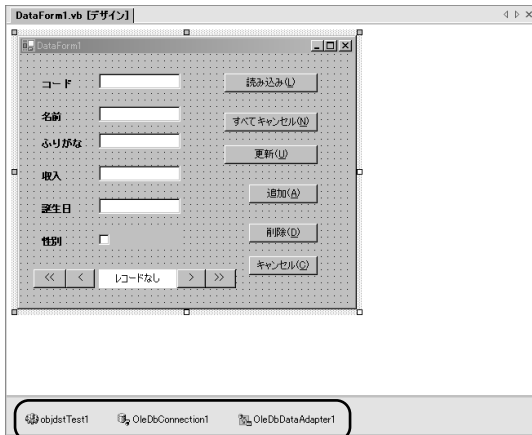 DataForm1.vb [デザイン]
DataForm1
コード
読み込み(L)
名前
すべてキャンセル(N)
ふりがな
更新(U)
収入
追加(A)
誕生日
性別
削除(D)
キャンセル(C)
<< < レコードなし > >>
objdstTest1 OleDbConnection1 OleDbDataAdapter1